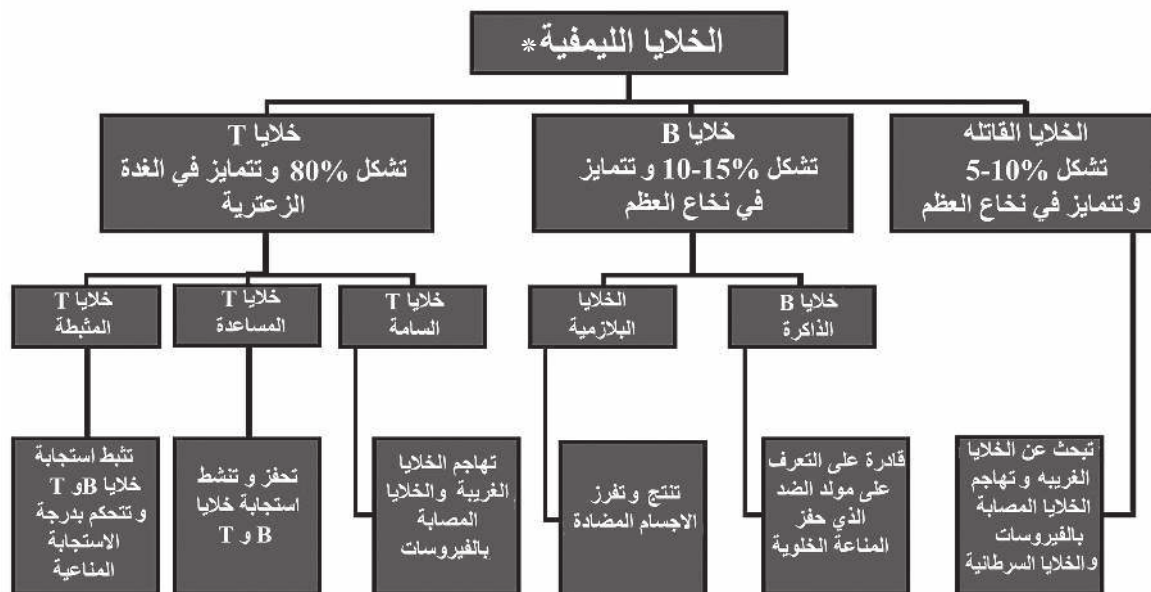 الخلايا الليمفية*
خلايا T
تشكل 80% و تتمايز في الغدة
الزعترية
خلايا B
تشكل 10-15% و تتمايز
في نخاع العظم
الخلايا القاتله
تشكل 5-10%
و تتمايز في نخاع العظم
خلايا T
المثبطة
خلايا T
المساعدة
خلايا T
السامة
الخلايا
البلازمية
خلايا B
الذاكرة
تثبط استجابة
خلايا B و T
و تتحكم بدرجة
الاستجابة
المناعية
تحفز و تنشط
استجابة خلايا
B و T
تهاجم الخلايا
الغريبة والخلايا
المصابة
بالفيروسات
تنتج و تفرز
الاجسام المضادة
قادرة على التعرف
على مولد الضد
الذي حفز
المناعة الخلوية
تبحث عن الخلايا
الغريبه و تهاجم
الخلايا المصابة
بالفيروسات
والخلايا السرطانية